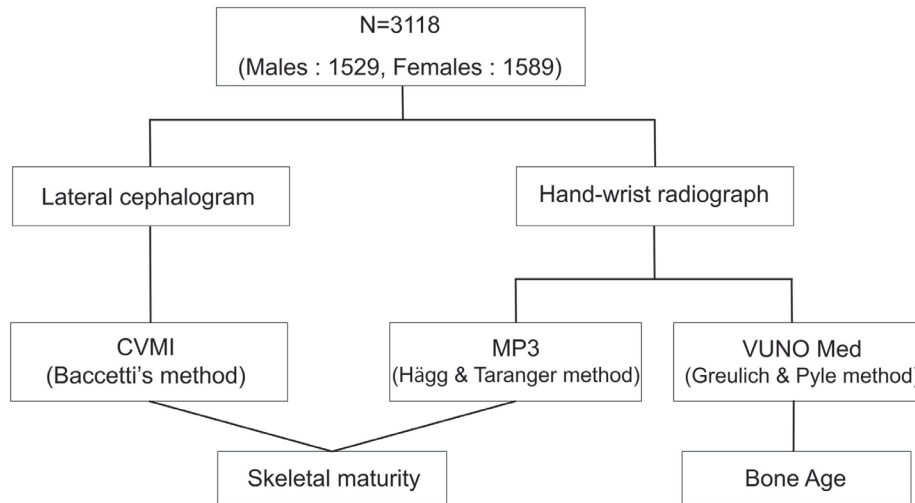 N=3118
(Males : 1529, Females : 1589)
Lateral cephalogram
Hand-wrist radiograph
CVMI
(Baccetti’s method)
MP3
(Hägg & Taranger method)
VUNO Med
(Greulich & Pyle method)
Skeletal maturity
Bone Age